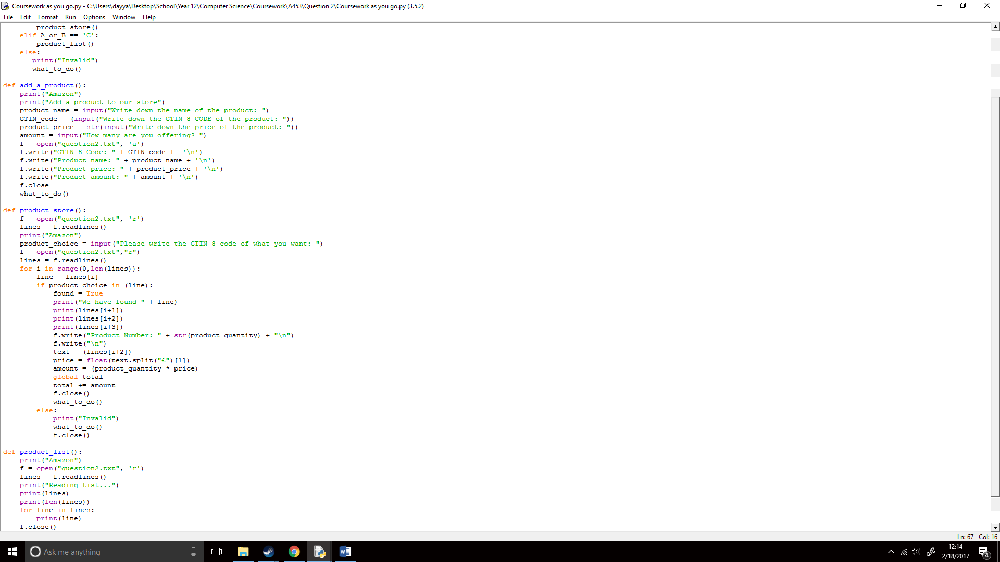 Coursework as you go.py - C:\Users\dayya\Desktop\School\Year 12\Computer Science\Coursework\A453\Question 2\Coursework as you go.py (3.5.2)
File Edit Format Run Options Window Help
        product_store()
    elif A_or_B == 'C':
        product_list()
    else:
       print("Invalid")
       what_to_do()

def add_a_product():
    print("Amazon")
    print("Add a product to our store")
    product_name = input("Write down the name of the product: ")
    GTIN_code = (input("Write down the GTIN-8 CODE of the product: "))
    product_price = str(input("Write down the price of the product: "))
    amount = input("How many are you offering? ")
    f = open("question2.txt", 'a')
    f.write("GTIN-8 Code: " + GTIN_code +  '\n')
    f.write("Product name: " + product_name + '\n')
    f.write("Product price: " + product_price + '\n')
    f.write("Product amount: " + amount + '\n')
    f.close
    what_to_do()

def product_store():
    f = open("question2.txt", 'r')
    lines = f.readlines()
    print("Amazon")
    product_choice = input("Please write the GTIN-8 code of what you want: ")
    f = open("question2.txt","r")
    lines = f.readlines()
    for i in range(0,len(lines)):
        line = lines[i]
        if product_choice in (line):
            found = True
            print("We have found " + line)
            print(lines[i+1])
            print(lines[i+2])
            print(lines[i+3])
            f.write("Product Number: " + str(product_quantity) + "\n")
            f.write("\n")
            text = (lines[i+2])
            price = float(text.split("£")[1])
            amount = (product_quantity * price)
            global total
            total += amount
            f.close()
            what_to_do()
        else:
            print("Invalid")
            what_to_do()
            f.close()

def product_list():
    print("Amazon")
    f = open("question2.txt", 'r')
    lines = f.readlines()
    print("Reading List...")
    print(lines)
    print(len(lines))
    for line in lines:
        print(line)
    f.close()
Ln: 67 Col: 16
Ask me anything
12:14
2/18/2017
4